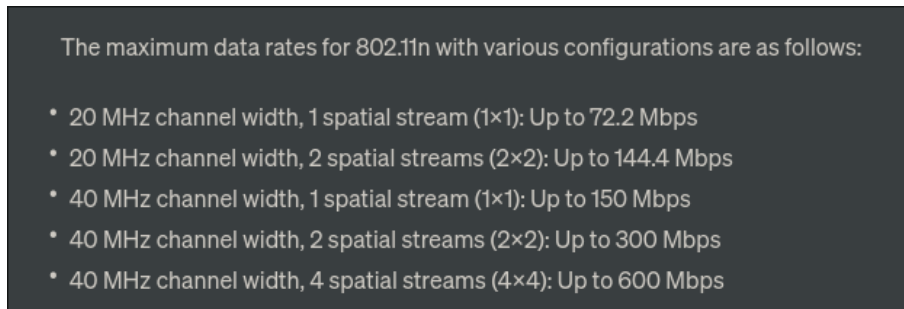 The maximum data rates for 802.11n with various configurations are as follows:
• 20 MHz channel width, 1 spatial stream (1×1): Up to 72.2 Mbps
• 20 MHz channel width, 2 spatial streams (2×2): Up to 144.4 Mbps
• 40 MHz channel width, 1 spatial stream (1×1): Up to 150 Mbps
• 40 MHz channel width, 2 spatial streams (2×2): Up to 300 Mbps
• 40 MHz channel width, 4 spatial streams (4×4): Up to 600 Mbps